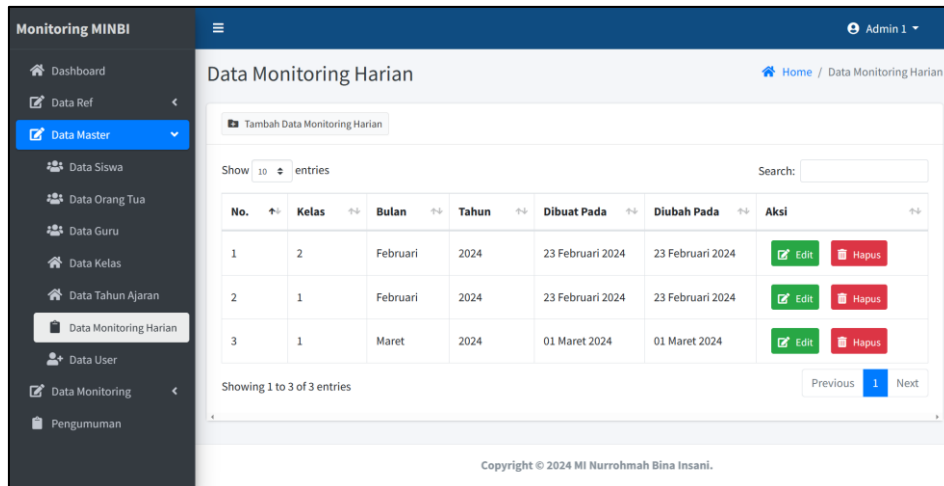 Monitoring MINBI
Admin 1
Dashboard
Data Ref
Data Master
Data Siswa
Data Orang Tua
Data Guru
Data Kelas
Data Tahun Ajaran
Data Monitoring Harian
Data User
Data Monitoring
Pengumuman
Data Monitoring Harian
Home / Data Monitoring Harian
Tambah Data Monitoring Harian
Show 10 entries Search:
No. Kelas Bulan Tahun Dibuat Pada Diubah Pada Aksi
1 2 Februari 2024 23 Februari 2024 23 Februari 2024 Edit Hapus
2 1 Februari 2024 23 Februari 2024 23 Februari 2024 Edit Hapus
3 1 Maret 2024 01 Maret 2024 01 Maret 2024 Edit Hapus
Showing 1 to 3 of 3 entries Previous 1 Next
Copyright © 2024 MI Nurrohmah Bina Insani.